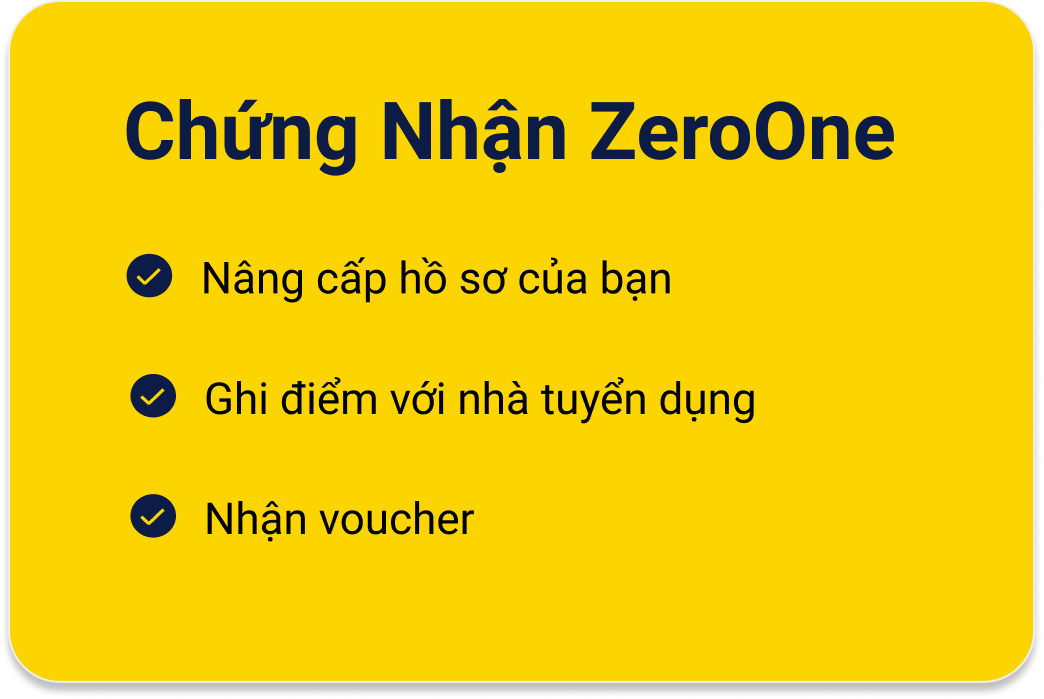 Chứng Nhận ZeroOne
Nâng cấp hồ sơ của bạn
Ghi điểm với nhà tuyển dụng
Nhận voucher